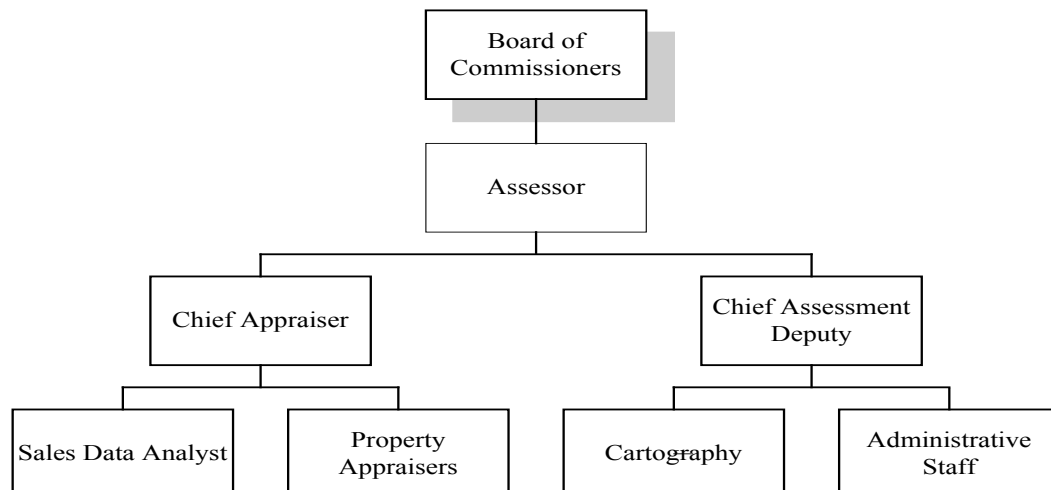 Board of
Commissioners
Assessor
Chief Appraiser
Chief Assessment
Deputy
Sales Data Analyst
Property
Appraisers
Cartography
Administrative
Staff